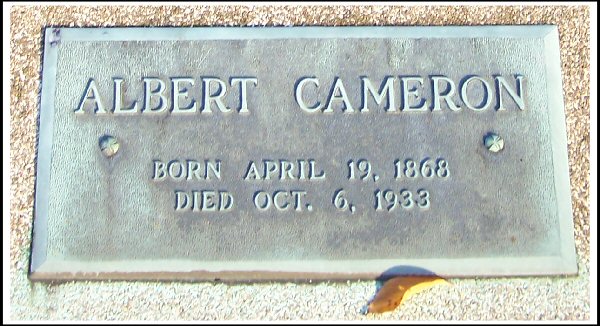 ALBERT CAMERON
BORN APRIL 19, 1868
DIED OCT. 6, 1933